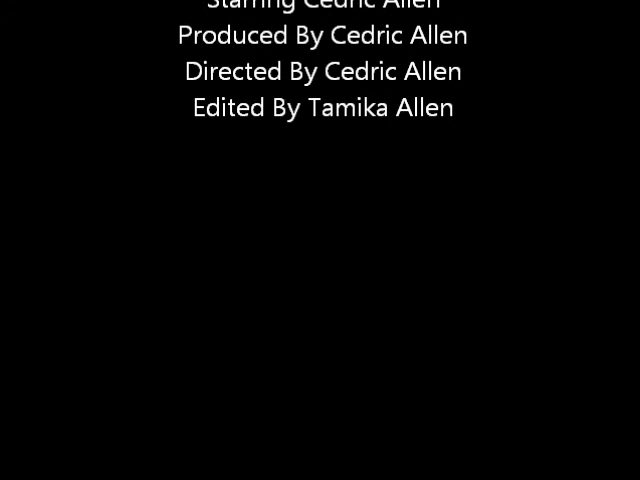 Starring Cedric Allen
Produced By Cedric Allen
Directed By Cedric Allen
Edited By Tamika Allen